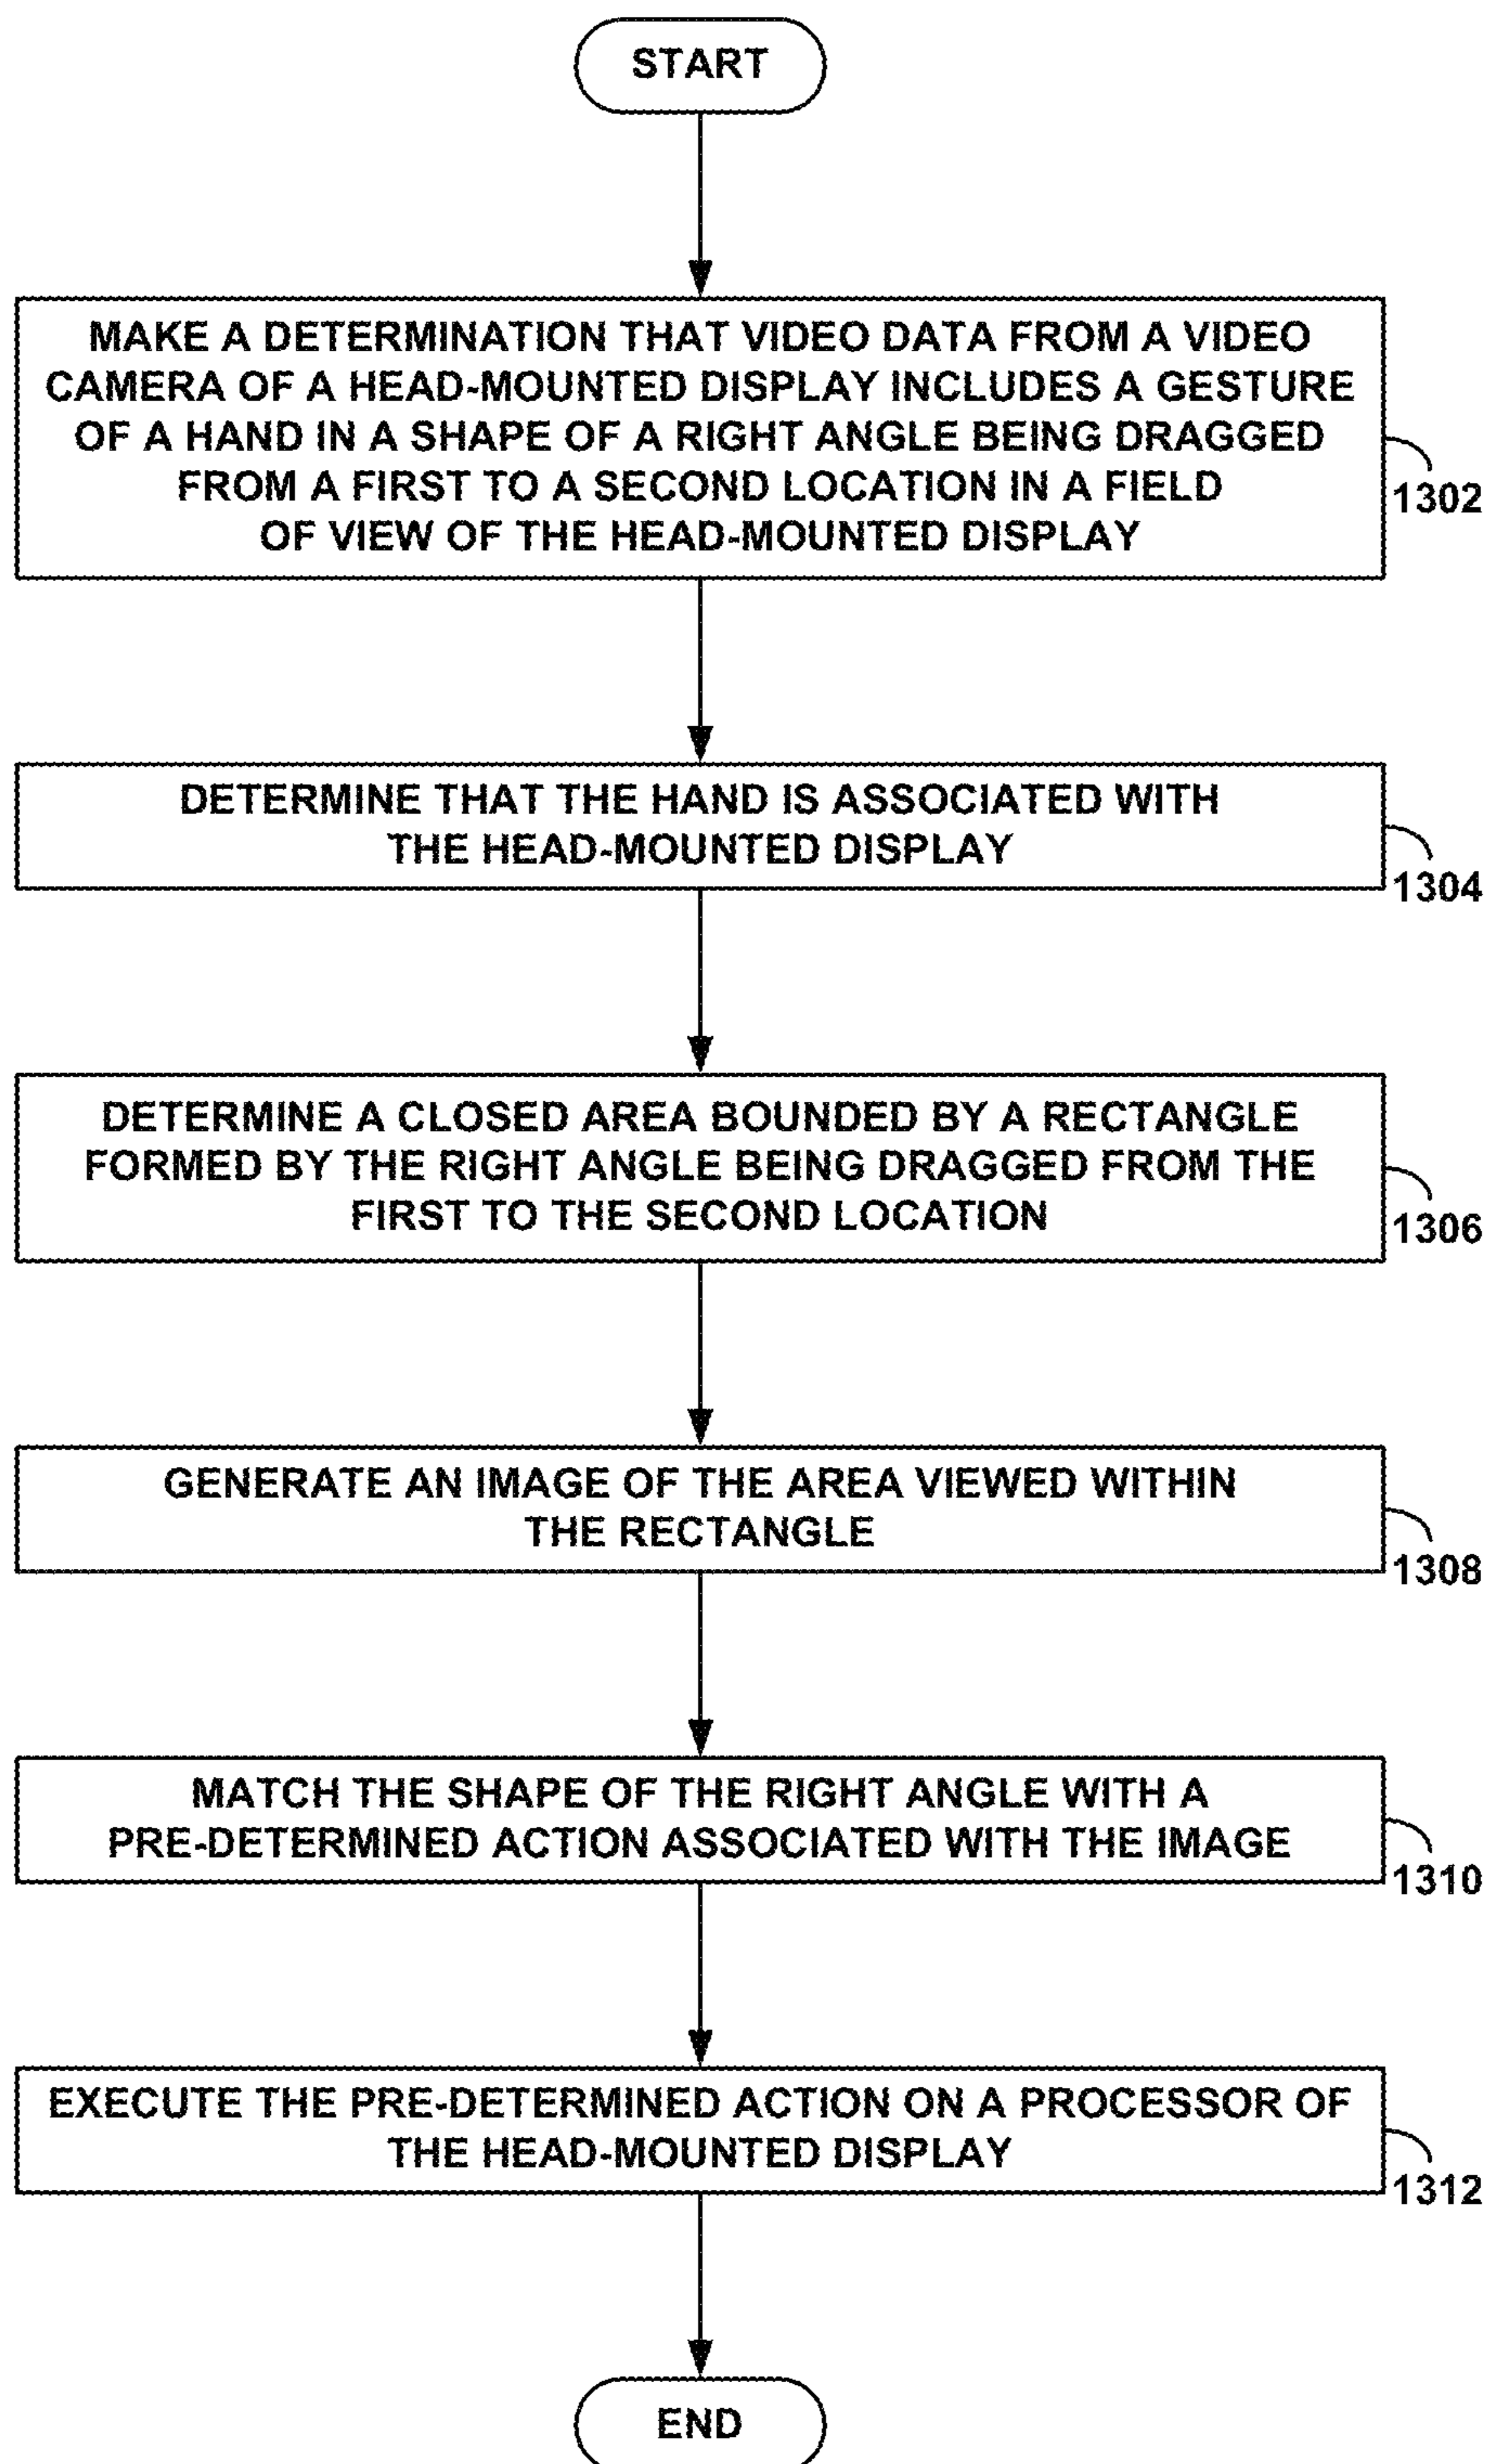 START
MAKE A DETERMINATION THAT VIDEO DATA FROM A VIDEO
CAMERA OF A HEAD-MOUNTED DISPLAY INCLUDES A GESTURE
OF A HAND IN A SHAPE OF A RIGHT ANGLE BEING DRAGGED
FROM A FIRST TO A SECOND LOCATION IN A FIELD
OF VIEW OF THE HEAD-MOUNTED DISPLAY
1302
DETERMINE THAT THE HAND IS ASSOCIATED WITH
THE HEAD-MOUNTED DISPLAY
1304
DETERMINE A CLOSED AREA BOUNDED BY A RECTANGLE
FORMED BY THE RIGHT ANGLE BEING DRAGGED FROM THE
FIRST TO THE SECOND LOCATION
1306
GENERATE AN IMAGE OF THE AREA VIEWED WITHIN
THE RECTANGLE
1308
MATCH THE SHAPE OF THE RIGHT ANGLE WITH A
PRE-DETERMINED ACTION ASSOCIATED WITH THE IMAGE
1310
EXECUTE THE PRE-DETERMINED ACTION ON A PROCESSOR OF
THE HEAD-MOUNTED DISPLAY
1312
END